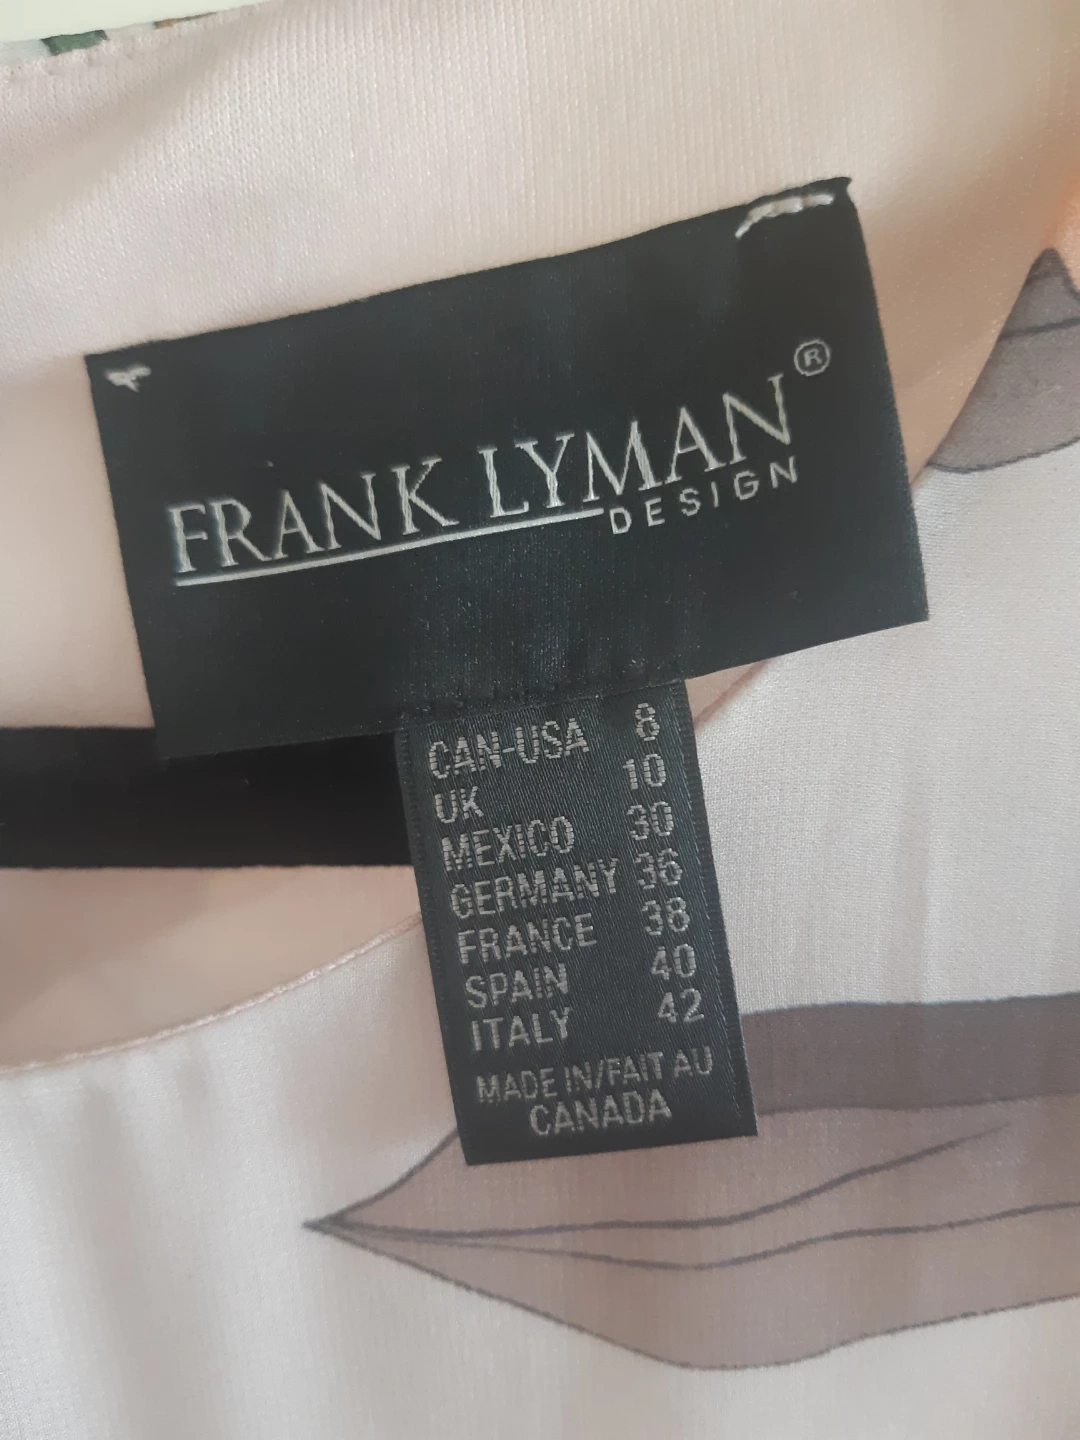 FRANK LYMAN®
DESIGN
CAN-USA 8
UK 10
MEXICO 30
GERMANY 36
FRANCE 38
SPAIN 40
ITALY 42
MADE IN/FAIT AU
CANADA